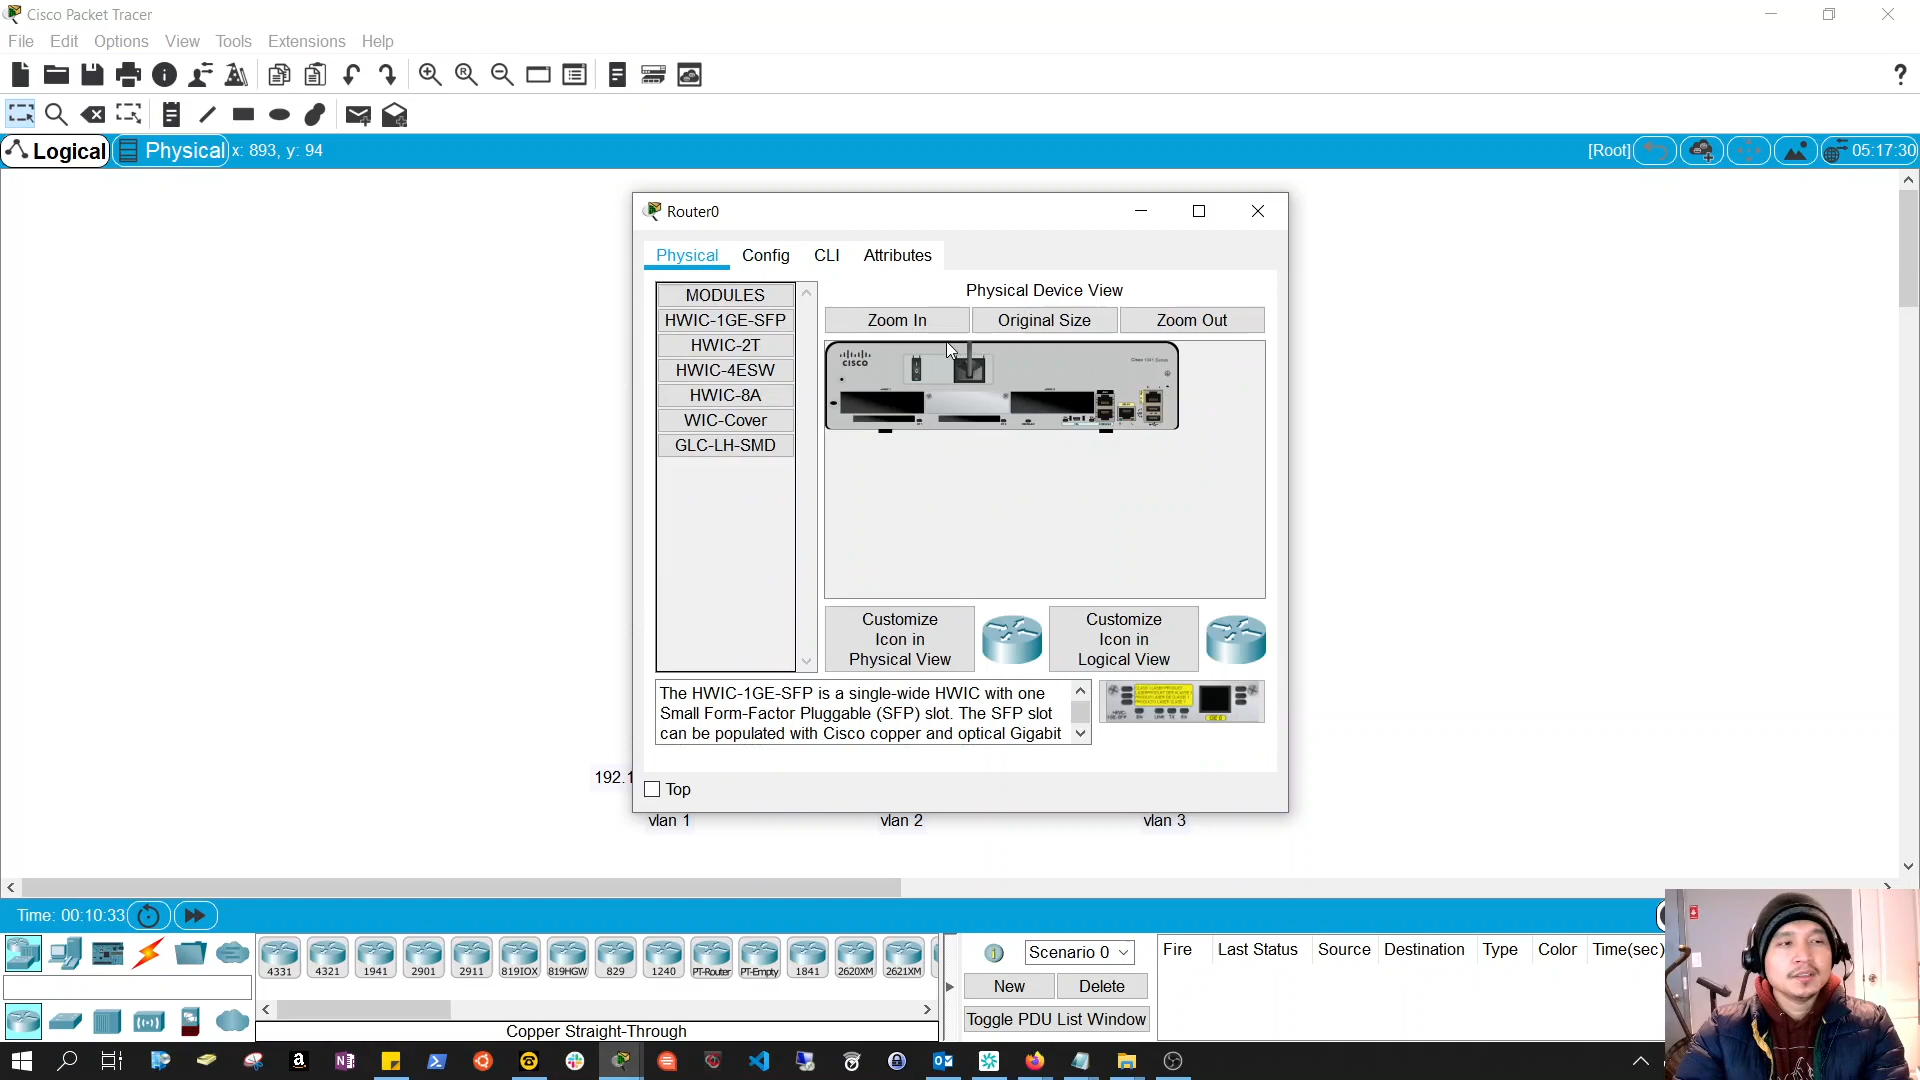 Cisco Packet Tracer
File Edit Options View Tools Extensions Help
Logical Physical x: 893, y: 94 [Root] 05:17:30
Router0
Physical Config CLI Attributes
MODULES
HWIC-1GE-SFP
HWIC-2T
HWIC-4ESW
HWIC-8A
WIC-Cover
GLC-LH-SMD
Physical Device View
Zoom In Original Size Zoom Out
CISCO
Customize
Icon in
Physical View
Customize
Icon in
Logical View
The HWIC-1GE-SFP is a single-wide HWIC with one
Small Form-Factor Pluggable (SFP) slot. The SFP slot
can be populated with Cisco copper and optical Gigabit
Top
192.1
vlan 1 vlan 2 vlan 3
Time: 00:10:33
4331 4321 1941 2901 2911 819IOX 819HGW 829 1240 PT-Router PT-Empty 1841 2620XM 2621XM
Copper Straight-Through
Scenario 0
New Delete
Toggle PDU List Window
Fire Last Status Source Destination Type Color Time(sec)